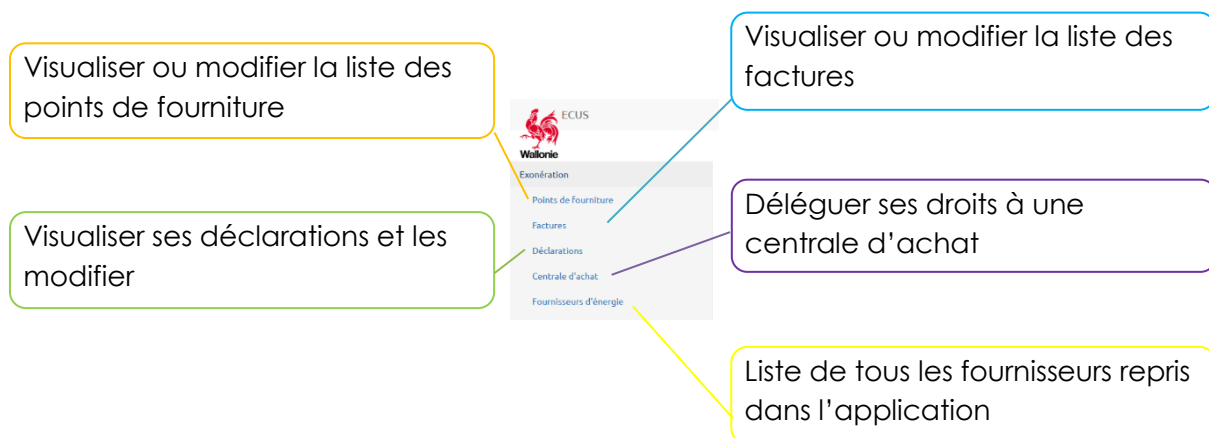 Visualiser ou modifier la liste des
points de fourniture
Visualiser ses déclarations et les
modifier
ECUS
Wallonie
Exonération
Points de fourniture
Factures
Déclarations
Centrale d'achat
Fournisseurs d'énergie
Visualiser ou modifier la liste des
factures
Déléguer ses droits à une
centrale d'achat
Liste de tous les fournisseurs repris
dans l'application